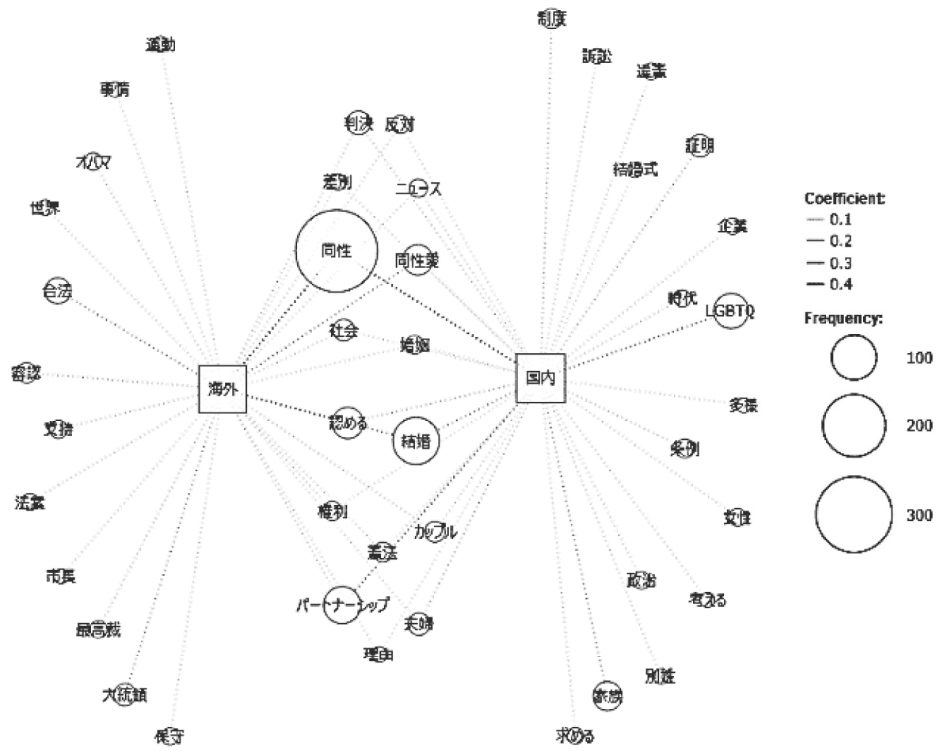 運動
事情
オバマ
世界
合法
容認
支持
法案
市長
最高裁
大統領
保守
海外
判決
反対
差別
ニュース
同性
同性愛
社会
婚姻
認める
結婚
権利
カップル
憲法
パートナーシップ
夫婦
理由
国内
制度
訴訟
違憲
結婚式
証明
企業
時代
LGBTQ
多様
条例
女性
政治
考える
別姓
家族
求める
Coefficient:
0.1
0.2
0.3
0.4
Frequency:
100
200
300